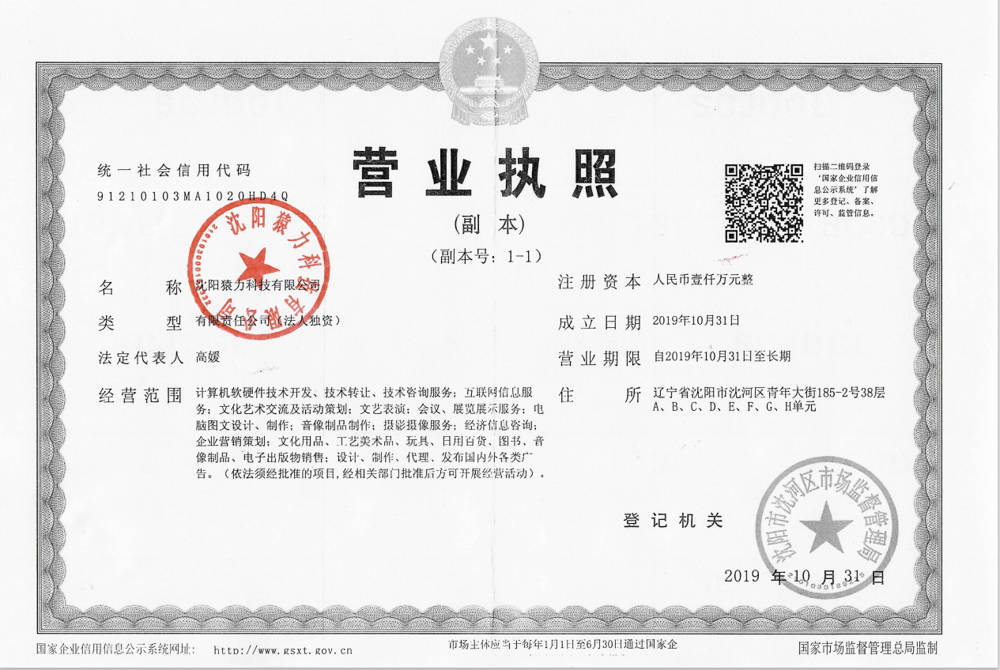 营业执照
(副 本)
（副本号：1-1）
统一社会信用代码
91210103MA1020HD4Q
扫描二维码登录
‘国家企业信用信
息公示系统’了解
更多登记、备案、
许可、监管信息。
名 称 沈阳猿力科技有限公司
类 型 有限责任公司（法人独资）
法定代表人 高媛
经营范围 计算机软硬件技术开发、技术转让、技术咨询服务；互联网信息服
务；文化艺术交流及活动策划；文艺表演；会议、展览展示服务；电
脑图文设计、制作；音像制品制作；摄影摄像服务；经济信息咨询；
企业营销策划；文化用品、工艺美术品、玩具、日用百货、图书、音
像制品、电子出版物销售；设计、制作、代理、发布国内外各类广
告。（依法须经批准的项目,经相关部门批准后方可开展经营活动）。
注册资本 人民币壹仟万元整
成立日期 2019年10月31日
营业期限 自2019年10月31日至长期
住 所 辽宁省沈阳市沈河区青年大街185-2号38层
A、B、C、D、E、F、G、H单元
沈阳猿力科技有限公司
登记机关
沈阳市沈河区市场监督管理局
2019 年 10 月 31 日
国家企业信用信息公示系统网址： http://www.gsxt.gov.cn
市场主体应当于每年1月1日至6月30日通过国家企
国家市场监督管理总局监制